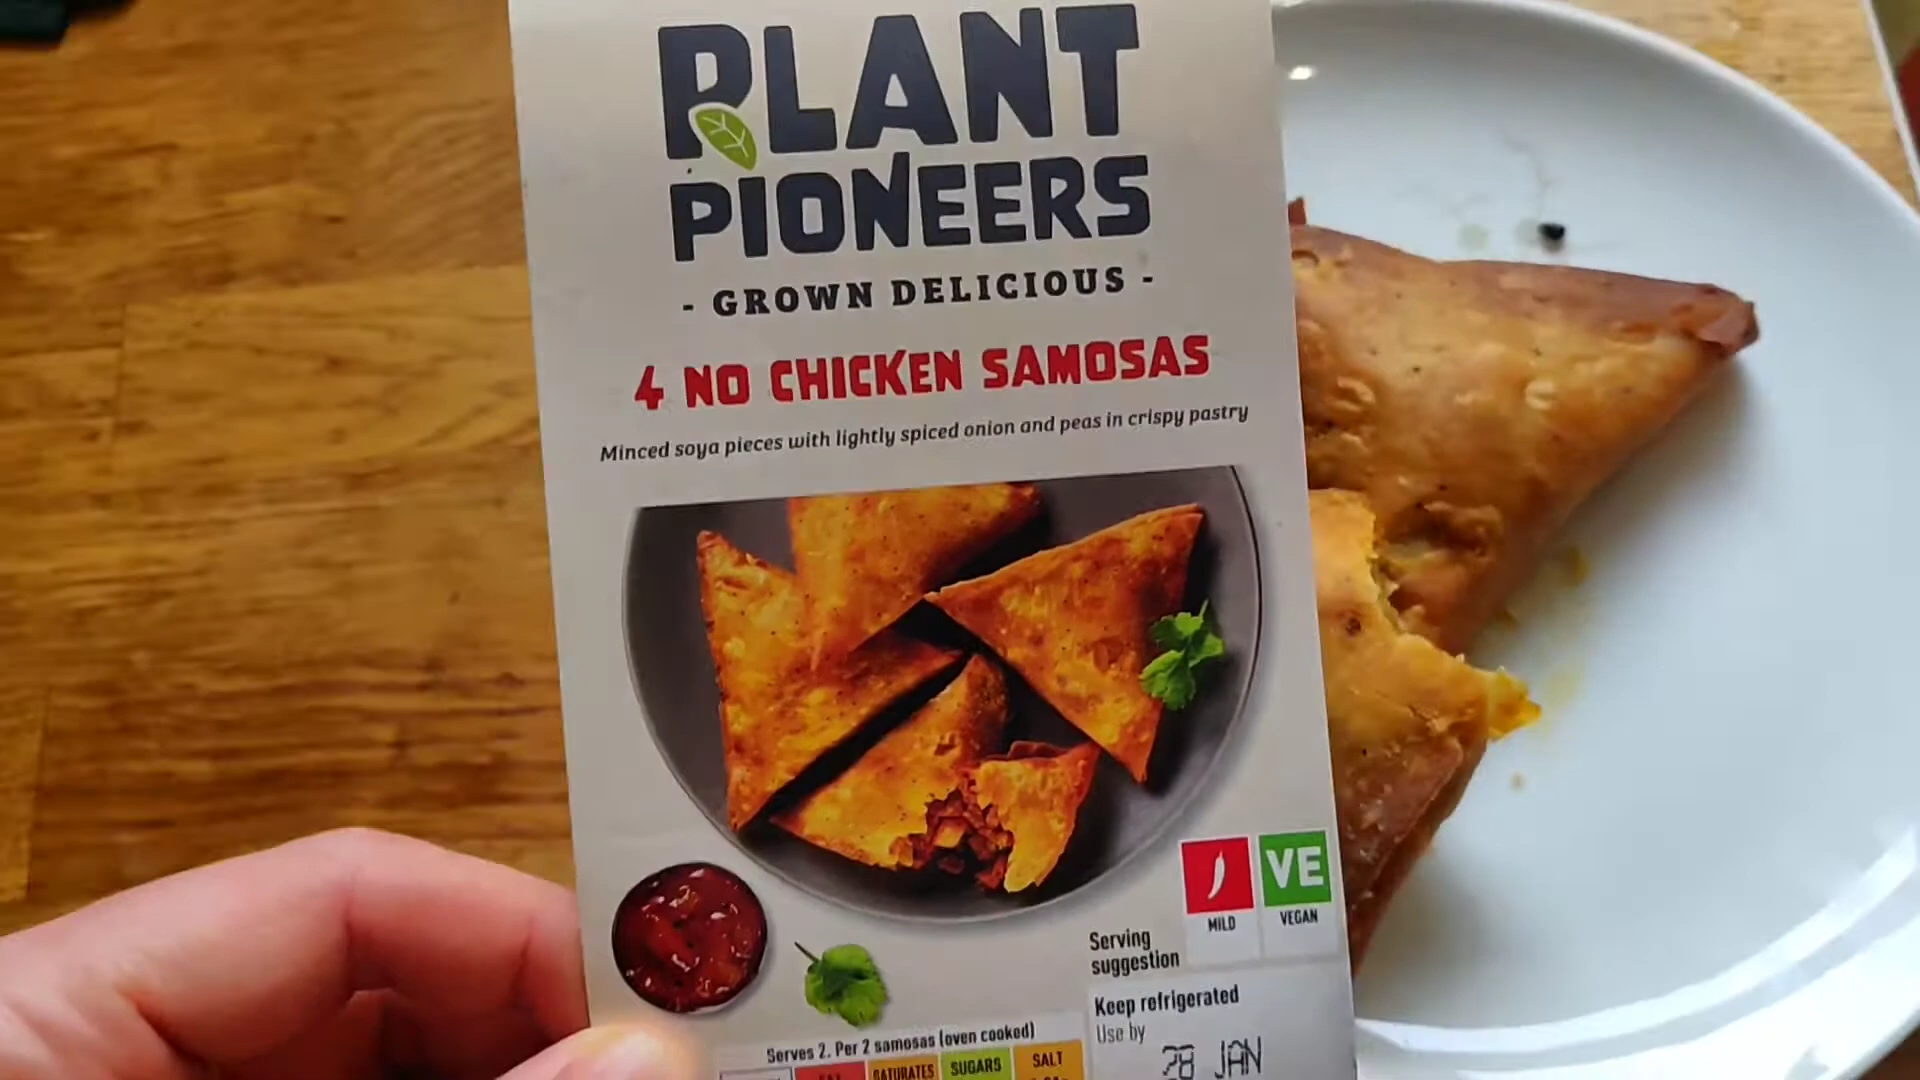 PLANT
PIONEERS
- GROWN DELICIOUS -
4 NO CHICKEN SAMOSAS
Minced soya pieces with lightly spiced onion and peas in crispy pastry
VE
MILD
VEGAN
Serving
suggestion
Keep refrigerated
Use by
28 JAN
Serves 2. Per 2 samosas (oven cooked)
SATURATES SUGARS SALT